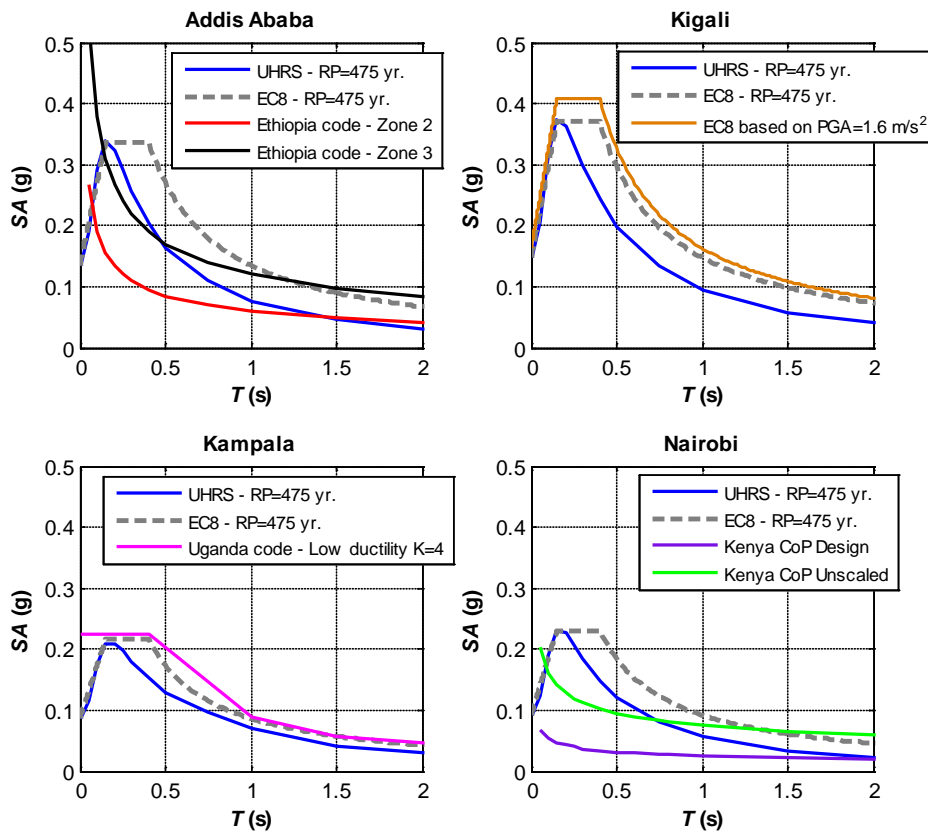 Addis Ababa
0.5
0.4
0.3
0.2
0.1
0
SA (g)
0 0.5 1 1.5 2
T (s)
UHRS - RP=475 yr.
EC8 - RP=475 yr.
Ethiopia code - Zone 2
Ethiopia code - Zone 3
Kigali
0.5
0.4
0.3
0.2
0.1
0
SA (g)
0 0.5 1 1.5 2
T (s)
UHRS - RP=475 yr.
EC8 - RP=475 yr.
EC8 based on PGA=1.6 m/s²
Kampala
0.5
0.4
0.3
0.2
0.1
0
SA (g)
0 0.5 1 1.5 2
T (s)
UHRS - RP=475 yr.
EC8 - RP=475 yr.
Uganda code - Low ductility K=4
Nairobi
0.5
0.4
0.3
0.2
0.1
0
SA (g)
0 0.5 1 1.5 2
T (s)
UHRS - RP=475 yr.
EC8 - RP=475 yr.
Kenya CoP Design
Kenya CoP Unscaled